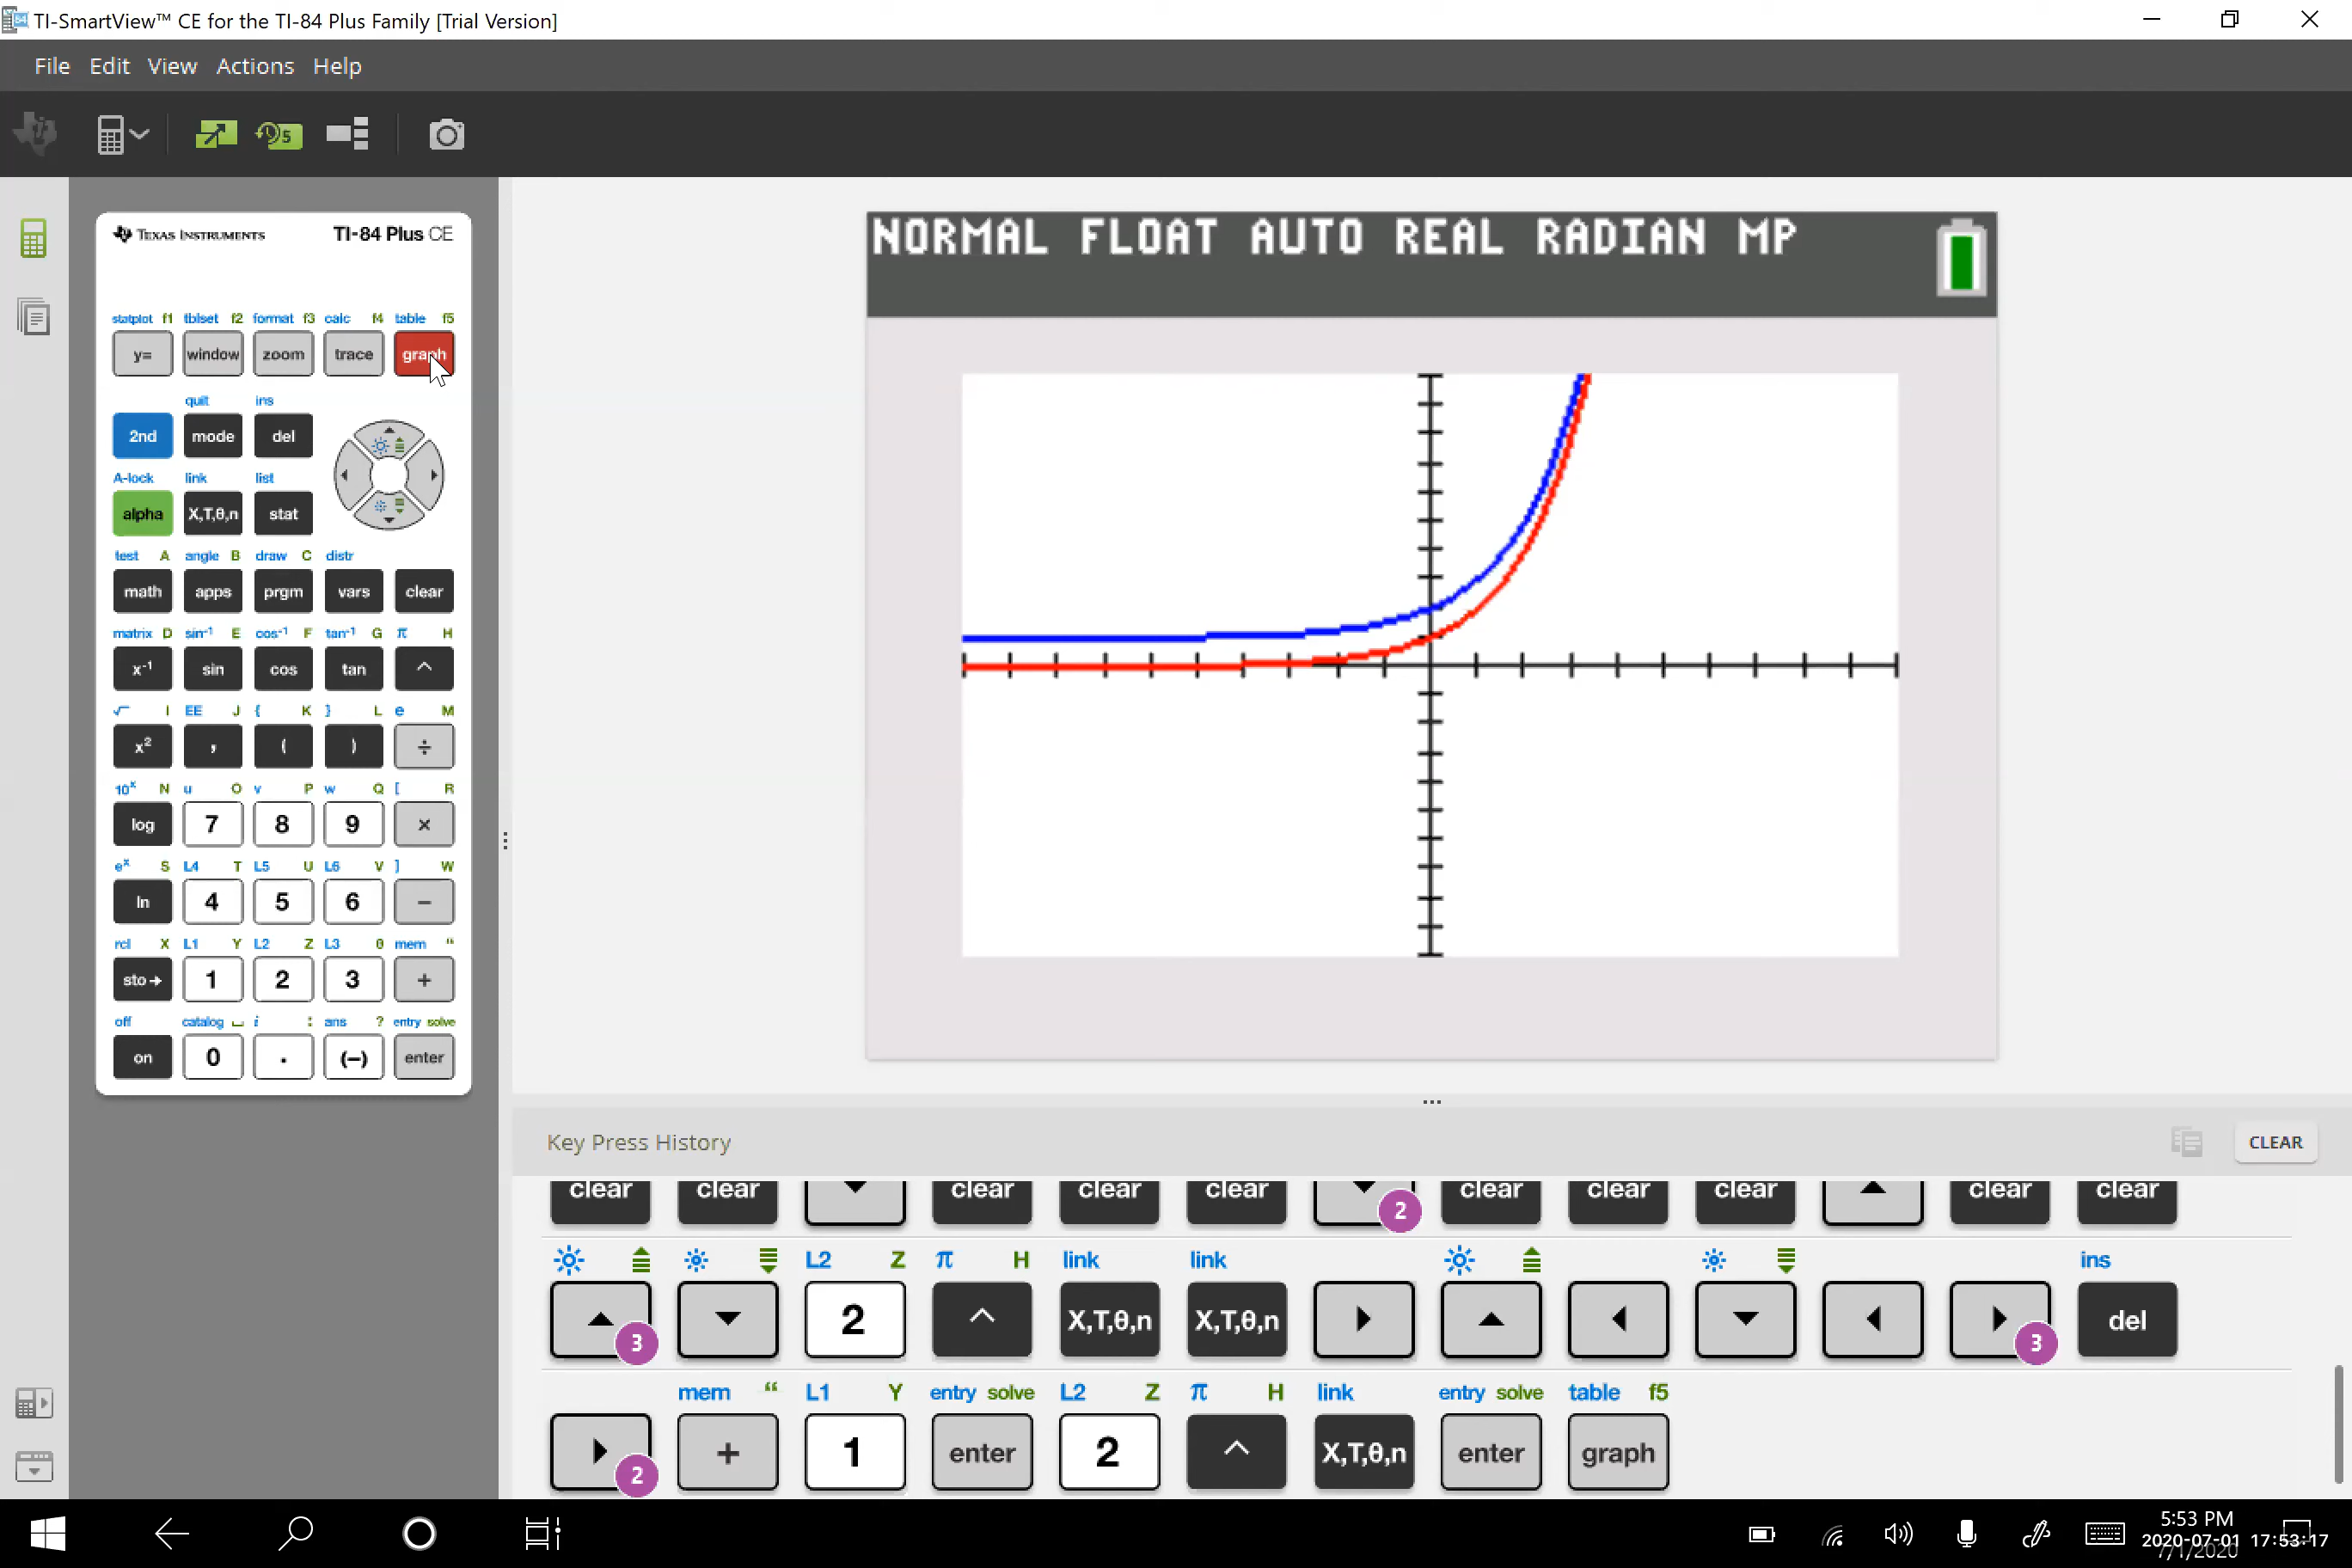 TI-SmartView™ CE for the TI-84 Plus Family [Trial Version]
File Edit View Actions Help
5
TEXAS INSTRUMENTS TI-84 Plus CE
NORMAL FLOAT AUTO REAL RADIAN MP
statplot f1 tblset f2 format f3 calc f4 table f5
y= window zoom trace graph
quit ins
2nd mode del
A-lock link list
alpha X,T,θ,n stat
test A angle B draw C distr
math apps prgm vars clear
matrix D sin⁻¹ E cos⁻¹ F tan⁻¹ G π H
x⁻¹ sin cos tan ^
√ I EE J { K } L e M
x² , ( ) ÷
10ˣ N u O v P w Q [ R
log 7 8 9 ×
eˣ S L4 T L5 U L6 V ] W
ln 4 5 6 −
rcl X L1 Y L2 Z L3 θ mem “
sto→ 1 2 3 +
off catalog ⎵ i : ans ? entry solve
on 0 . (−) enter
Key Press History CLEAR
clear clear clear clear clear 2 clear clear clear clear clear
L2 Z π H link link ins
3 2 ^ X,T,θ,n X,T,θ,n 3 del
mem “ L1 Y entry solve L2 Z π H link entry solve table f5
2 + 1 enter 2 ^ X,T,θ,n enter graph
5:53 PM
2020-07-01 17:53:17
7/1/2020